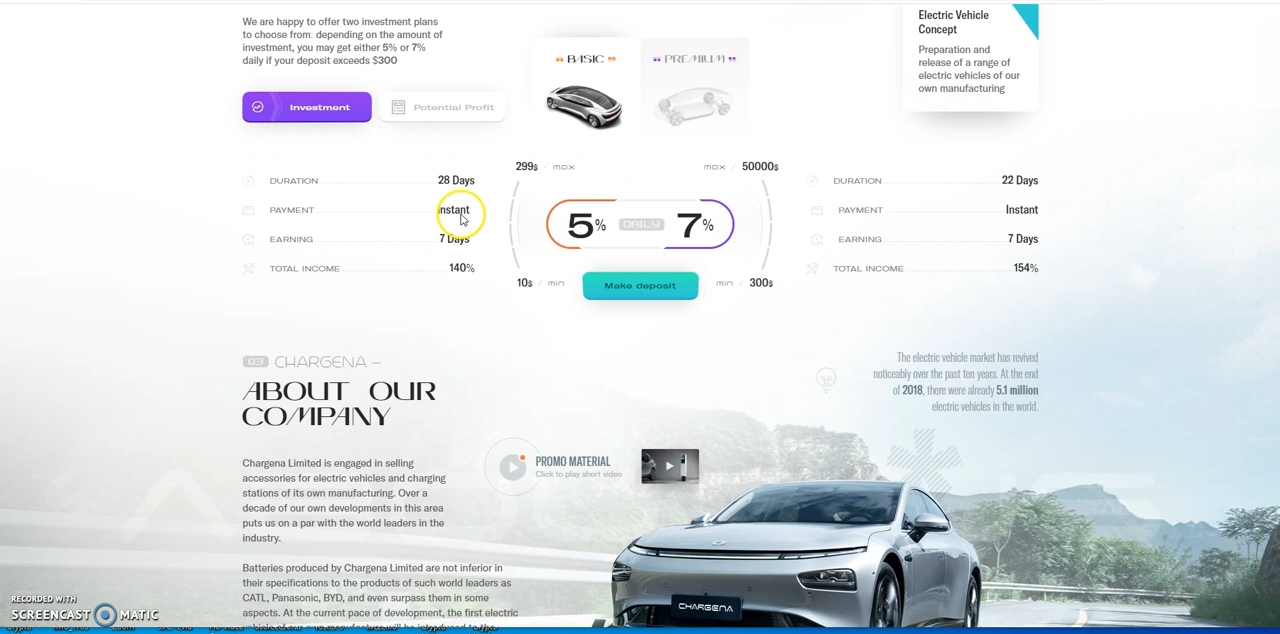 We are happy to offer two investment plans
to choose from: depending on the amount of
investment, you may get either 5% or 7%
daily if your deposit exceeds $300
Investment
Potential Profit
BASIC
PREMIUM
Electric Vehicle
Concept
Preparation and
release of a range of
electric vehicles of our
own manufacturing
DURATION 28 Days
PAYMENT Instant
EARNING 7 Days
TOTAL INCOME 140%
299$ / max
max / 50000$
5% DAILY 7%
10$ / min
min / 300$
Make deposit
DURATION 22 Days
PAYMENT Instant
EARNING 7 Days
TOTAL INCOME 154%
03 CHARGENA –
ABOUT OUR
COMPANY
The electric vehicle market has revived
noticeably over the past ten years. At the end
of 2018, there were already 5.1 million
electric vehicles in the world.
Chargena Limited is engaged in selling
accessories for electric vehicles and charging
stations of its own manufacturing. Over a
decade of our own developments in this area
puts us on a par with the world leaders in the
industry.
PROMO MATERIAL
Click to play short video
Batteries produced by Chargena Limited are not inferior in
their specifications to the products of such world leaders as
CATL, Panasonic, BYD, and even surpass them in some
aspects. At the current pace of development, the first electric
CHARGENA
RECORDED WITH
SCREENCAST MATIC